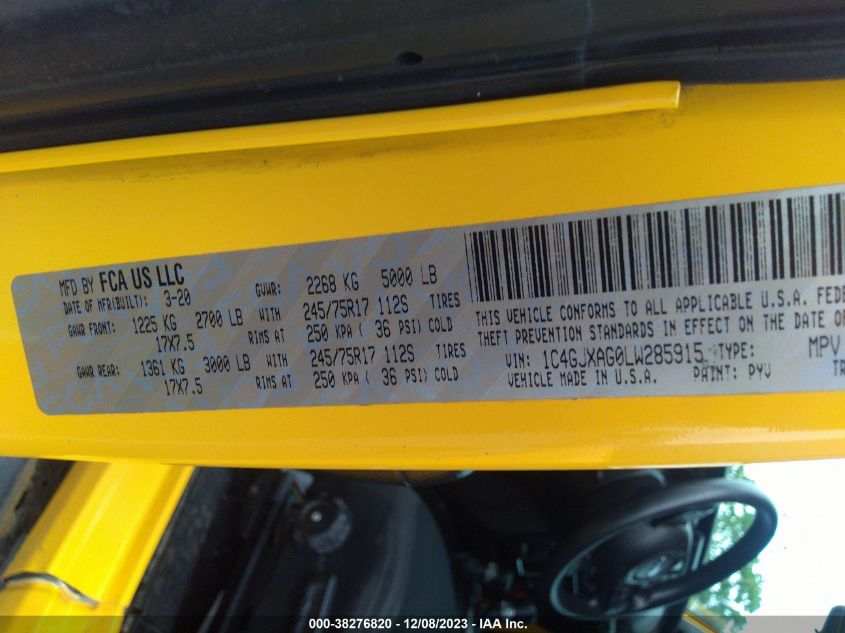 MFD BY FCA US LLC GVWR: 2268 KG 5000 LB
DATE OF MFR(BUILT): 3-20
GAWR FRONT: 1225 KG 2700 LB WITH 245/75R17 112S TIRES
17X7.5 RIMS AT 250 KPA ( 36 PSI) COLD
GAWR REAR: 1361 KG 3000 LB WITH 245/75R17 112S TIRES
17X7.5 RIMS AT 250 KPA ( 36 PSI) COLD
THIS VEHICLE CONFORMS TO ALL APPLICABLE U.S.A. FEDE
THEFT PREVENTION STANDARDS IN EFFECT ON THE DATE OF
VIN: 1C4GJXAG0LW285915 TYPE: MPV
VEHICLE MADE IN U.S.A. PAINT: PYV TR
000-38276820 - 12/08/2023 - IAA Inc.